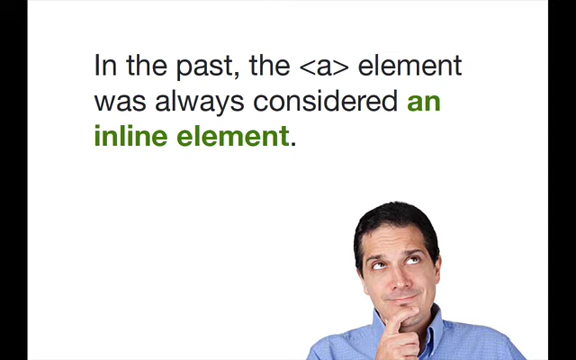 In the past, the <a> element
was always considered an
inline element.